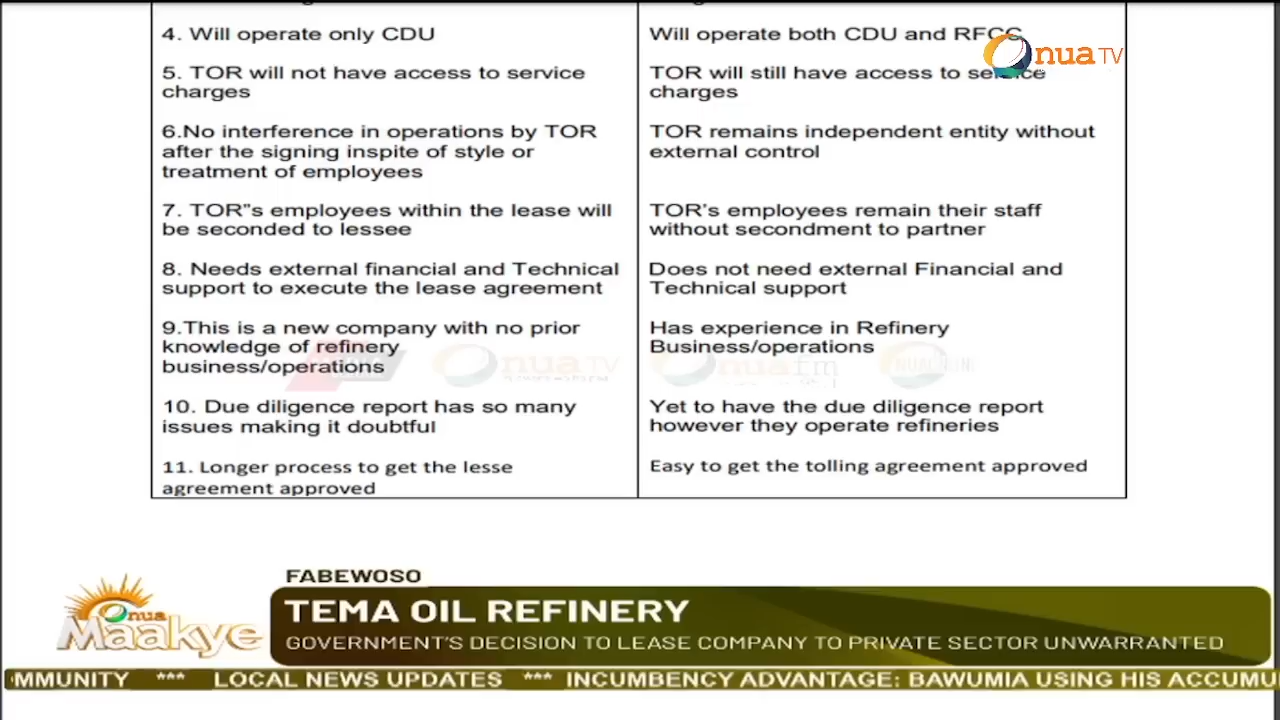 4. Will operate only CDU
Will operate both CDU and RFCC
5. TOR will not have access to service
charges
TOR will still have access to service
charges
6.No interference in operations by TOR
after the signing inspite of style or
treatment of employees
TOR remains independent entity without
external control
7. TOR"s employees within the lease will
be seconded to lessee
TOR's employees remain their staff
without secondment to partner
8. Needs external financial and Technical
support to execute the lease agreement
Does not need external Financial and
Technical support
9.This is a new company with no prior
knowledge of refinery
business/operations
Has experience in Refinery
Business/operations
10. Due diligence report has so many
issues making it doubtful
Yet to have the due diligence report
however they operate refineries
11. Longer process to get the lesse
agreement approved
Easy to get the tolling agreement approved
Onua TV
Onua TV
Onua fm
FABEWOSO
TEMA OIL REFINERY
GOVERNMENT'S DECISION TO LEASE COMPANY TO PRIVATE SECTOR UNWARRANTED
Onua
Maakye
OMMUNITY *** LOCAL NEWS UPDATES *** INCUMBENCY ADVANTAGE: BAWUMIA USING HIS ACCUMU